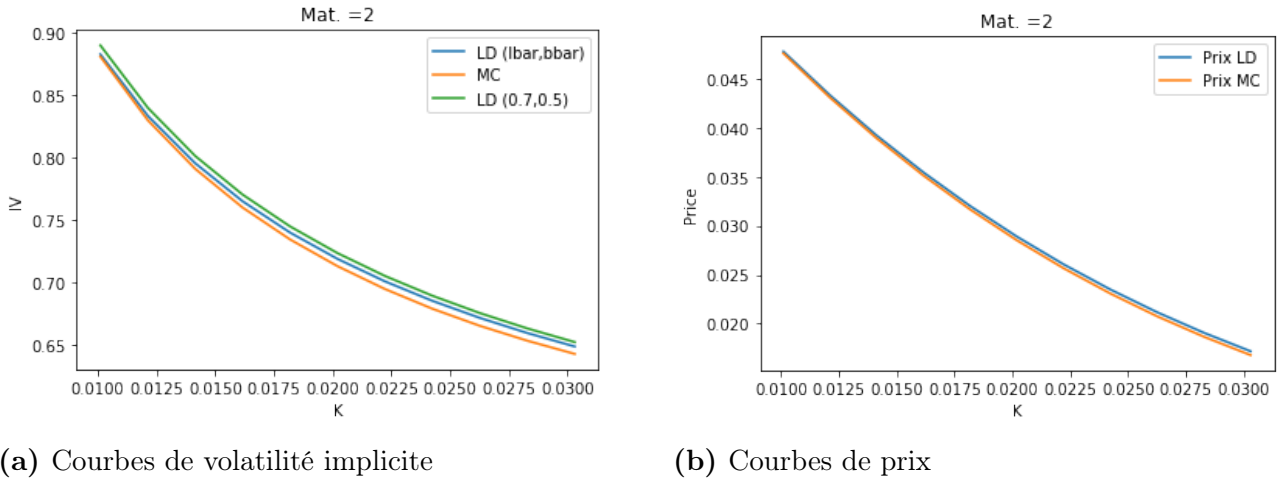 Mat. =2
0.90
0.85
0.80
0.75
0.70
0.65
IV
LD (lbar,bbar)
MC
LD (0.7,0.5)
0.0100 0.0125 0.0150 0.0175 0.0200 0.0225 0.0250 0.0275 0.0300
K
(a) Courbes de volatilité implicite
Mat. =2
0.045
0.040
0.035
0.030
0.025
0.020
Price
Prix LD
Prix MC
0.0100 0.0125 0.0150 0.0175 0.0200 0.0225 0.0250 0.0275 0.0300
K
(b) Courbes de prix